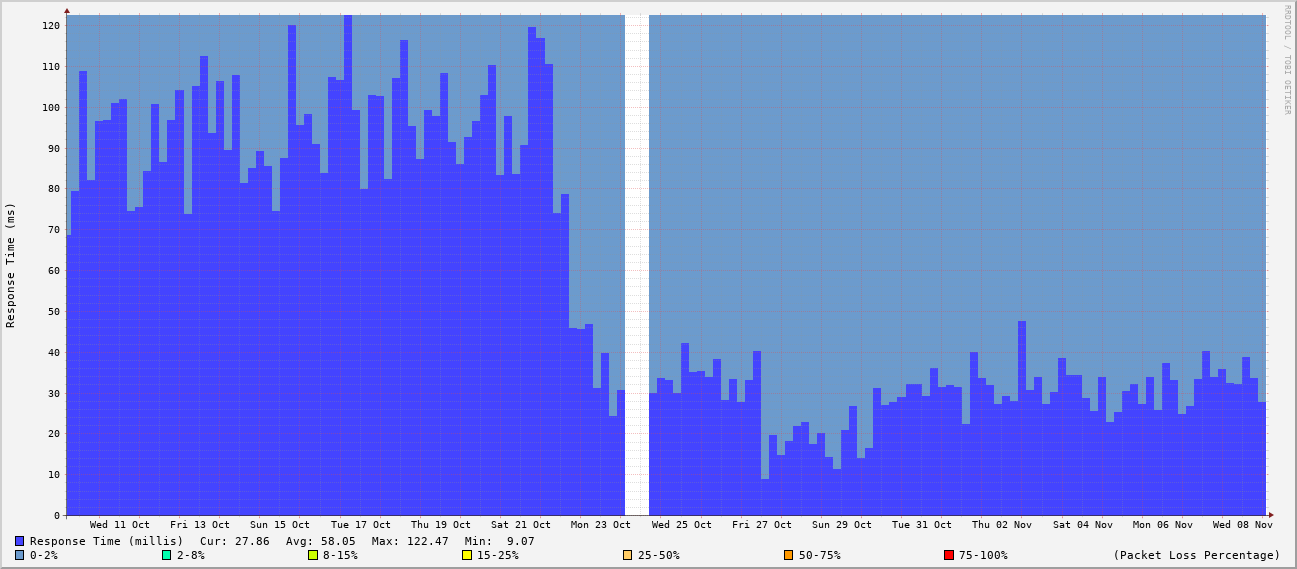 RRDTOOL / TOBI OETIKER
Response Time (ms)
120
110
100
90
80
70
60
50
40
30
20
10
0
Wed 11 Oct Fri 13 Oct Sun 15 Oct Tue 17 Oct Thu 19 Oct Sat 21 Oct Mon 23 Oct Wed 25 Oct Fri 27 Oct Sun 29 Oct Tue 31 Oct Thu 02 Nov Sat 04 Nov Mon 06 Nov Wed 08 Nov
Response Time (millis) Cur: 27.86 Avg: 58.05 Max: 122.47 Min: 9.07
0-2% 2-8% 8-15% 15-25% 25-50% 50-75% 75-100% (Packet Loss Percentage)